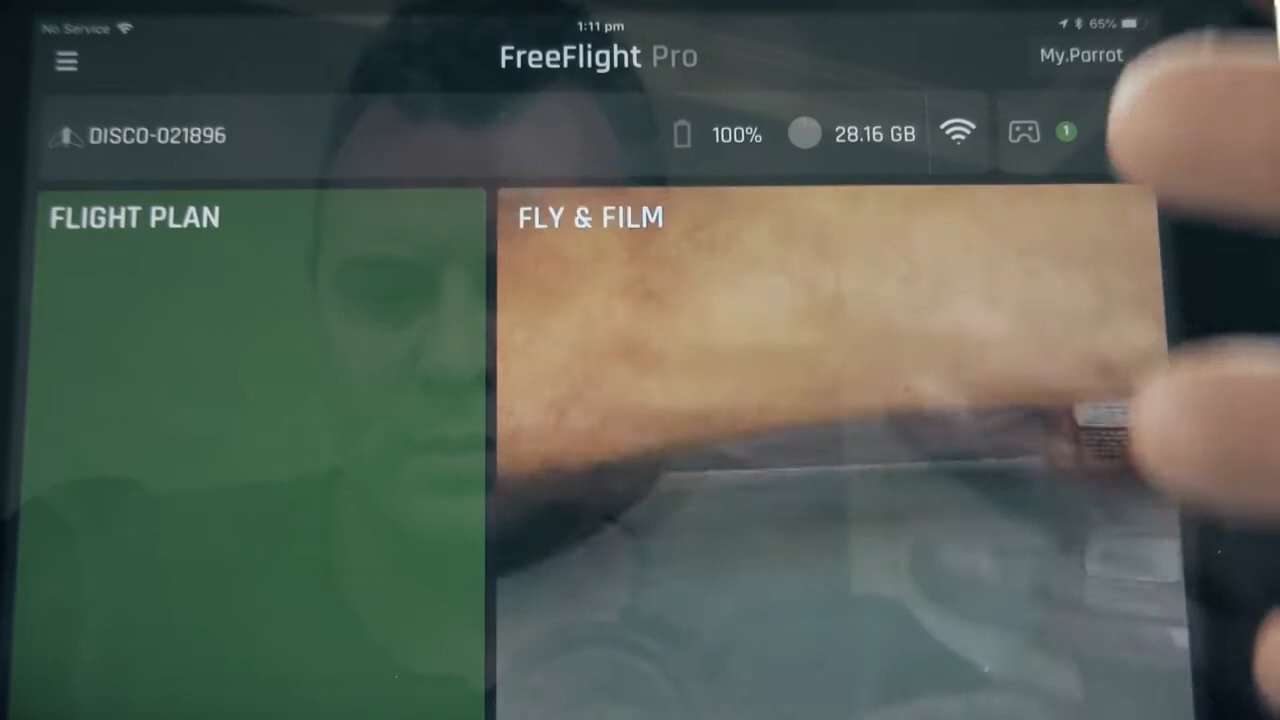 No Service
1:11 pm
65%
FreeFlight Pro
My.Parrot
DISCO-021896
100%
28.16 GB
1
FLIGHT PLAN
FLY & FILM